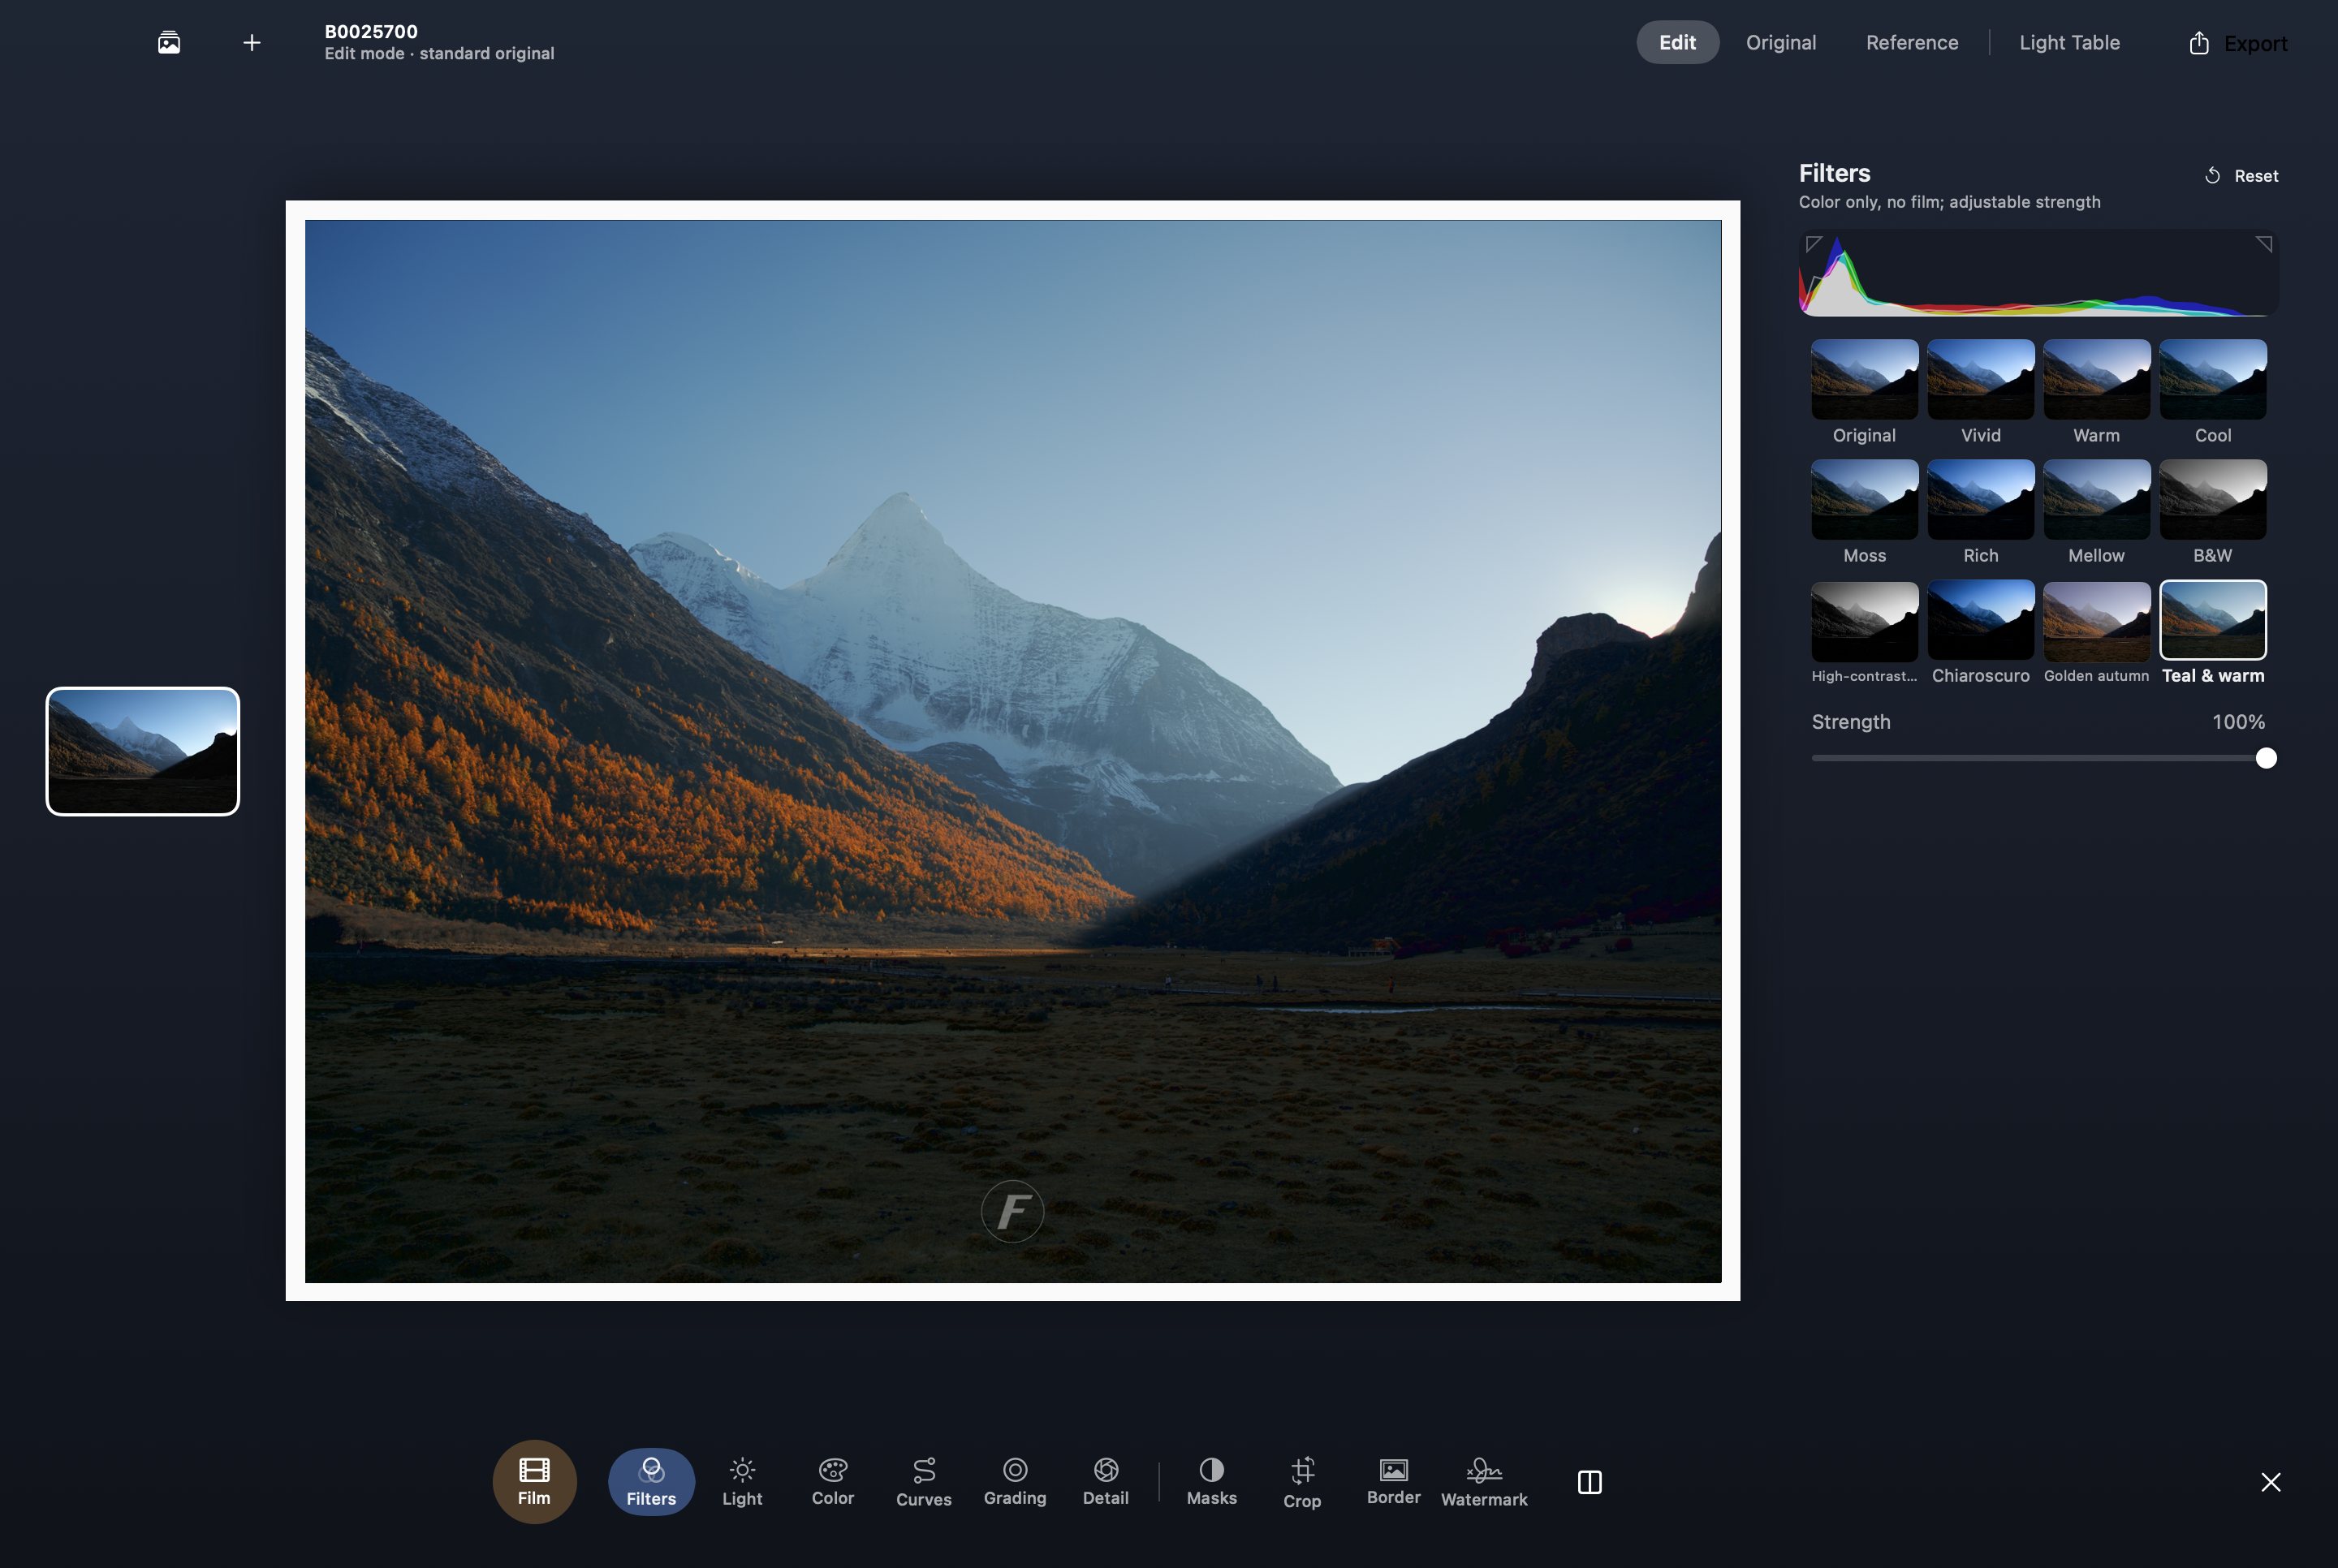 B0025700
Edit mode · standard original
Edit
Original
Reference
Light Table
Export
Filters
Reset
Color only, no film; adjustable strength
Original
Vivid
Warm
Cool
Moss
Rich
Mellow
B&W
High-contrast...
Chiaroscuro
Golden autumn
Teal & warm
Strength
100%
F
Film
Filters
Light
Color
Curves
Grading
Detail
Masks
Crop
Border
Watermark